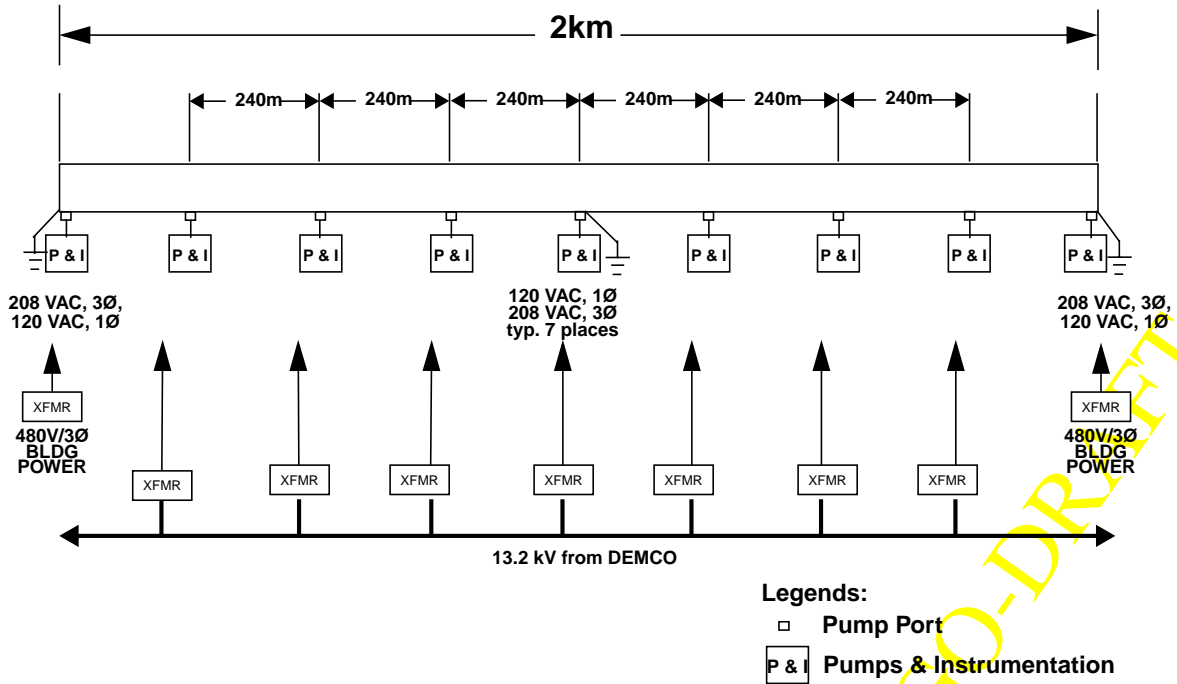 2km
240m 240m 240m 240m 240m 240m
P & I P & I P & I P & I P & I P & I P & I P & I P & I
208 VAC, 3Ø,
120 VAC, 1Ø
120 VAC, 1Ø
208 VAC, 3Ø
typ. 7 places
208 VAC, 3Ø,
120 VAC, 1Ø
XFMR
480V/3Ø
BLDG
POWER
XFMR
480V/3Ø
BLDG
POWER
XFMR XFMR XFMR XFMR XFMR XFMR XFMR
13.2 kV from DEMCO
Legends:
Pump Port
P & I Pumps & Instrumentation
GO-DRAFT